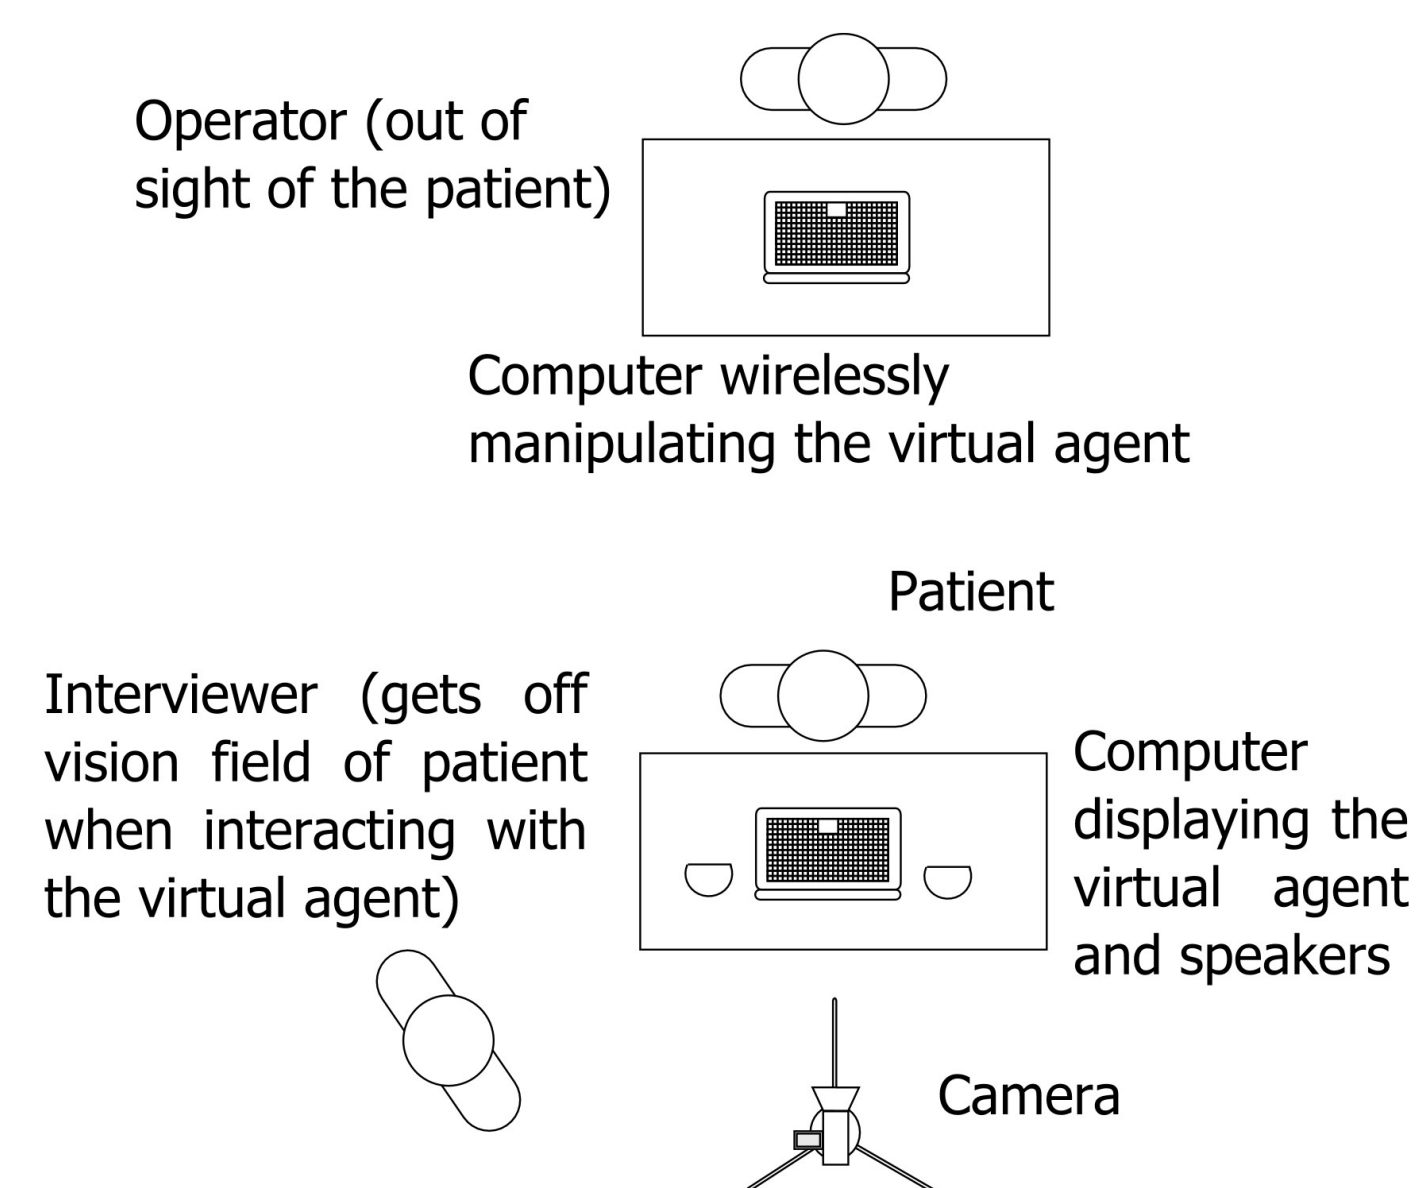 Operator (out of
sight of the patient)
Computer wirelessly
manipulating the virtual agent
Patient
Interviewer (gets off
vision field of patient
when interacting with
the virtual agent)
Computer
displaying the
virtual agent
and speakers
Camera